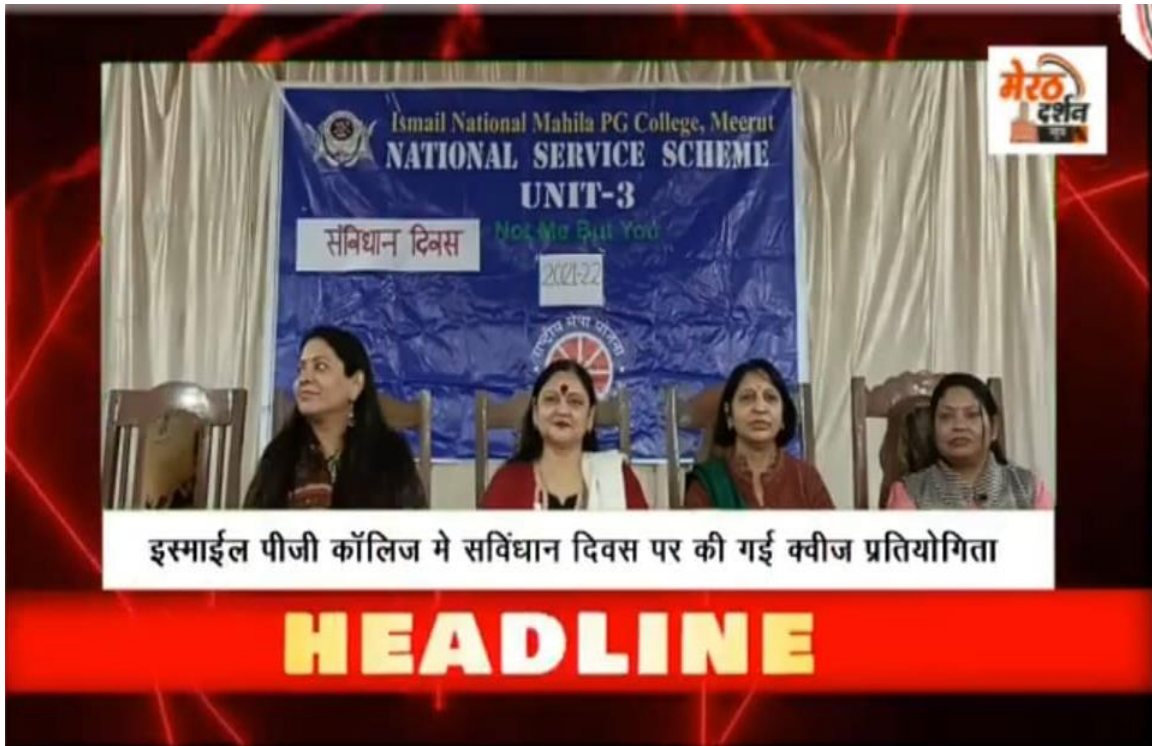 मेरठ
दर्शन
न्यूज़
Ismail National Mahila PG College, Meerut
NATIONAL SERVICE SCHEME
UNIT-3
Not Me But You
संविधान दिवस
2021-22
राष्ट्रीय सेवा योजना
इस्माईल पीजी कॉलिज मे सविंधान दिवस पर की गई क्वीज प्रतियोगिता
HEADLINE